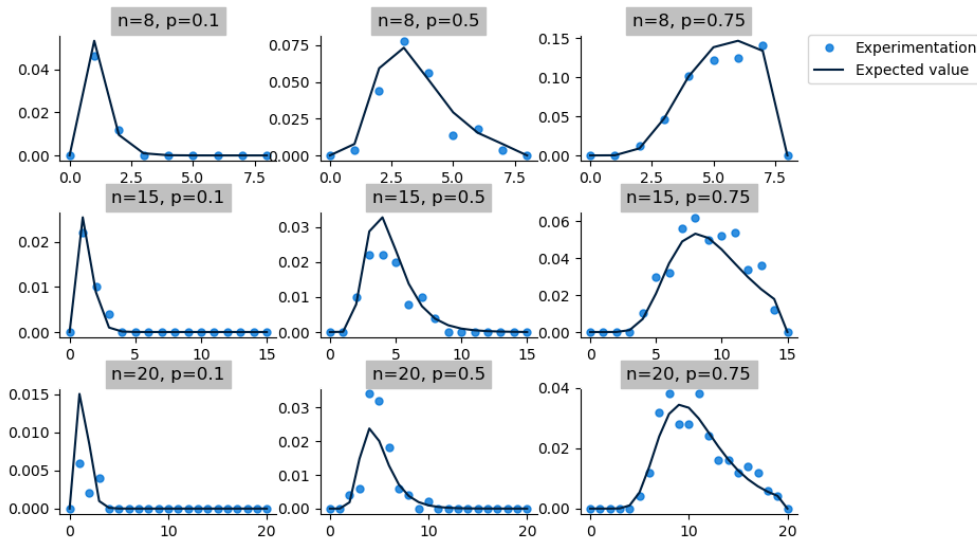 n=8, p=0.1
n=8, p=0.5
n=8, p=0.75
Experimentation
Expected value
0.04
0.02
0.00
0.0 2.5 5.0 7.5
0.075
0.050
0.025
0.000
0.0 2.5 5.0 7.5
0.15
0.10
0.05
0.00
0.0 2.5 5.0 7.5
n=15, p=0.1
n=15, p=0.5
n=15, p=0.75
0.02
0.01
0.00
0 5 10 15
0.03
0.02
0.01
0.00
0 5 10 15
0.06
0.04
0.02
0.00
0 5 10 15
n=20, p=0.1
n=20, p=0.5
n=20, p=0.75
0.015
0.010
0.005
0.000
0 10 20
0.03
0.02
0.01
0.00
0 10 20
0.04
0.02
0.00
0 10 20